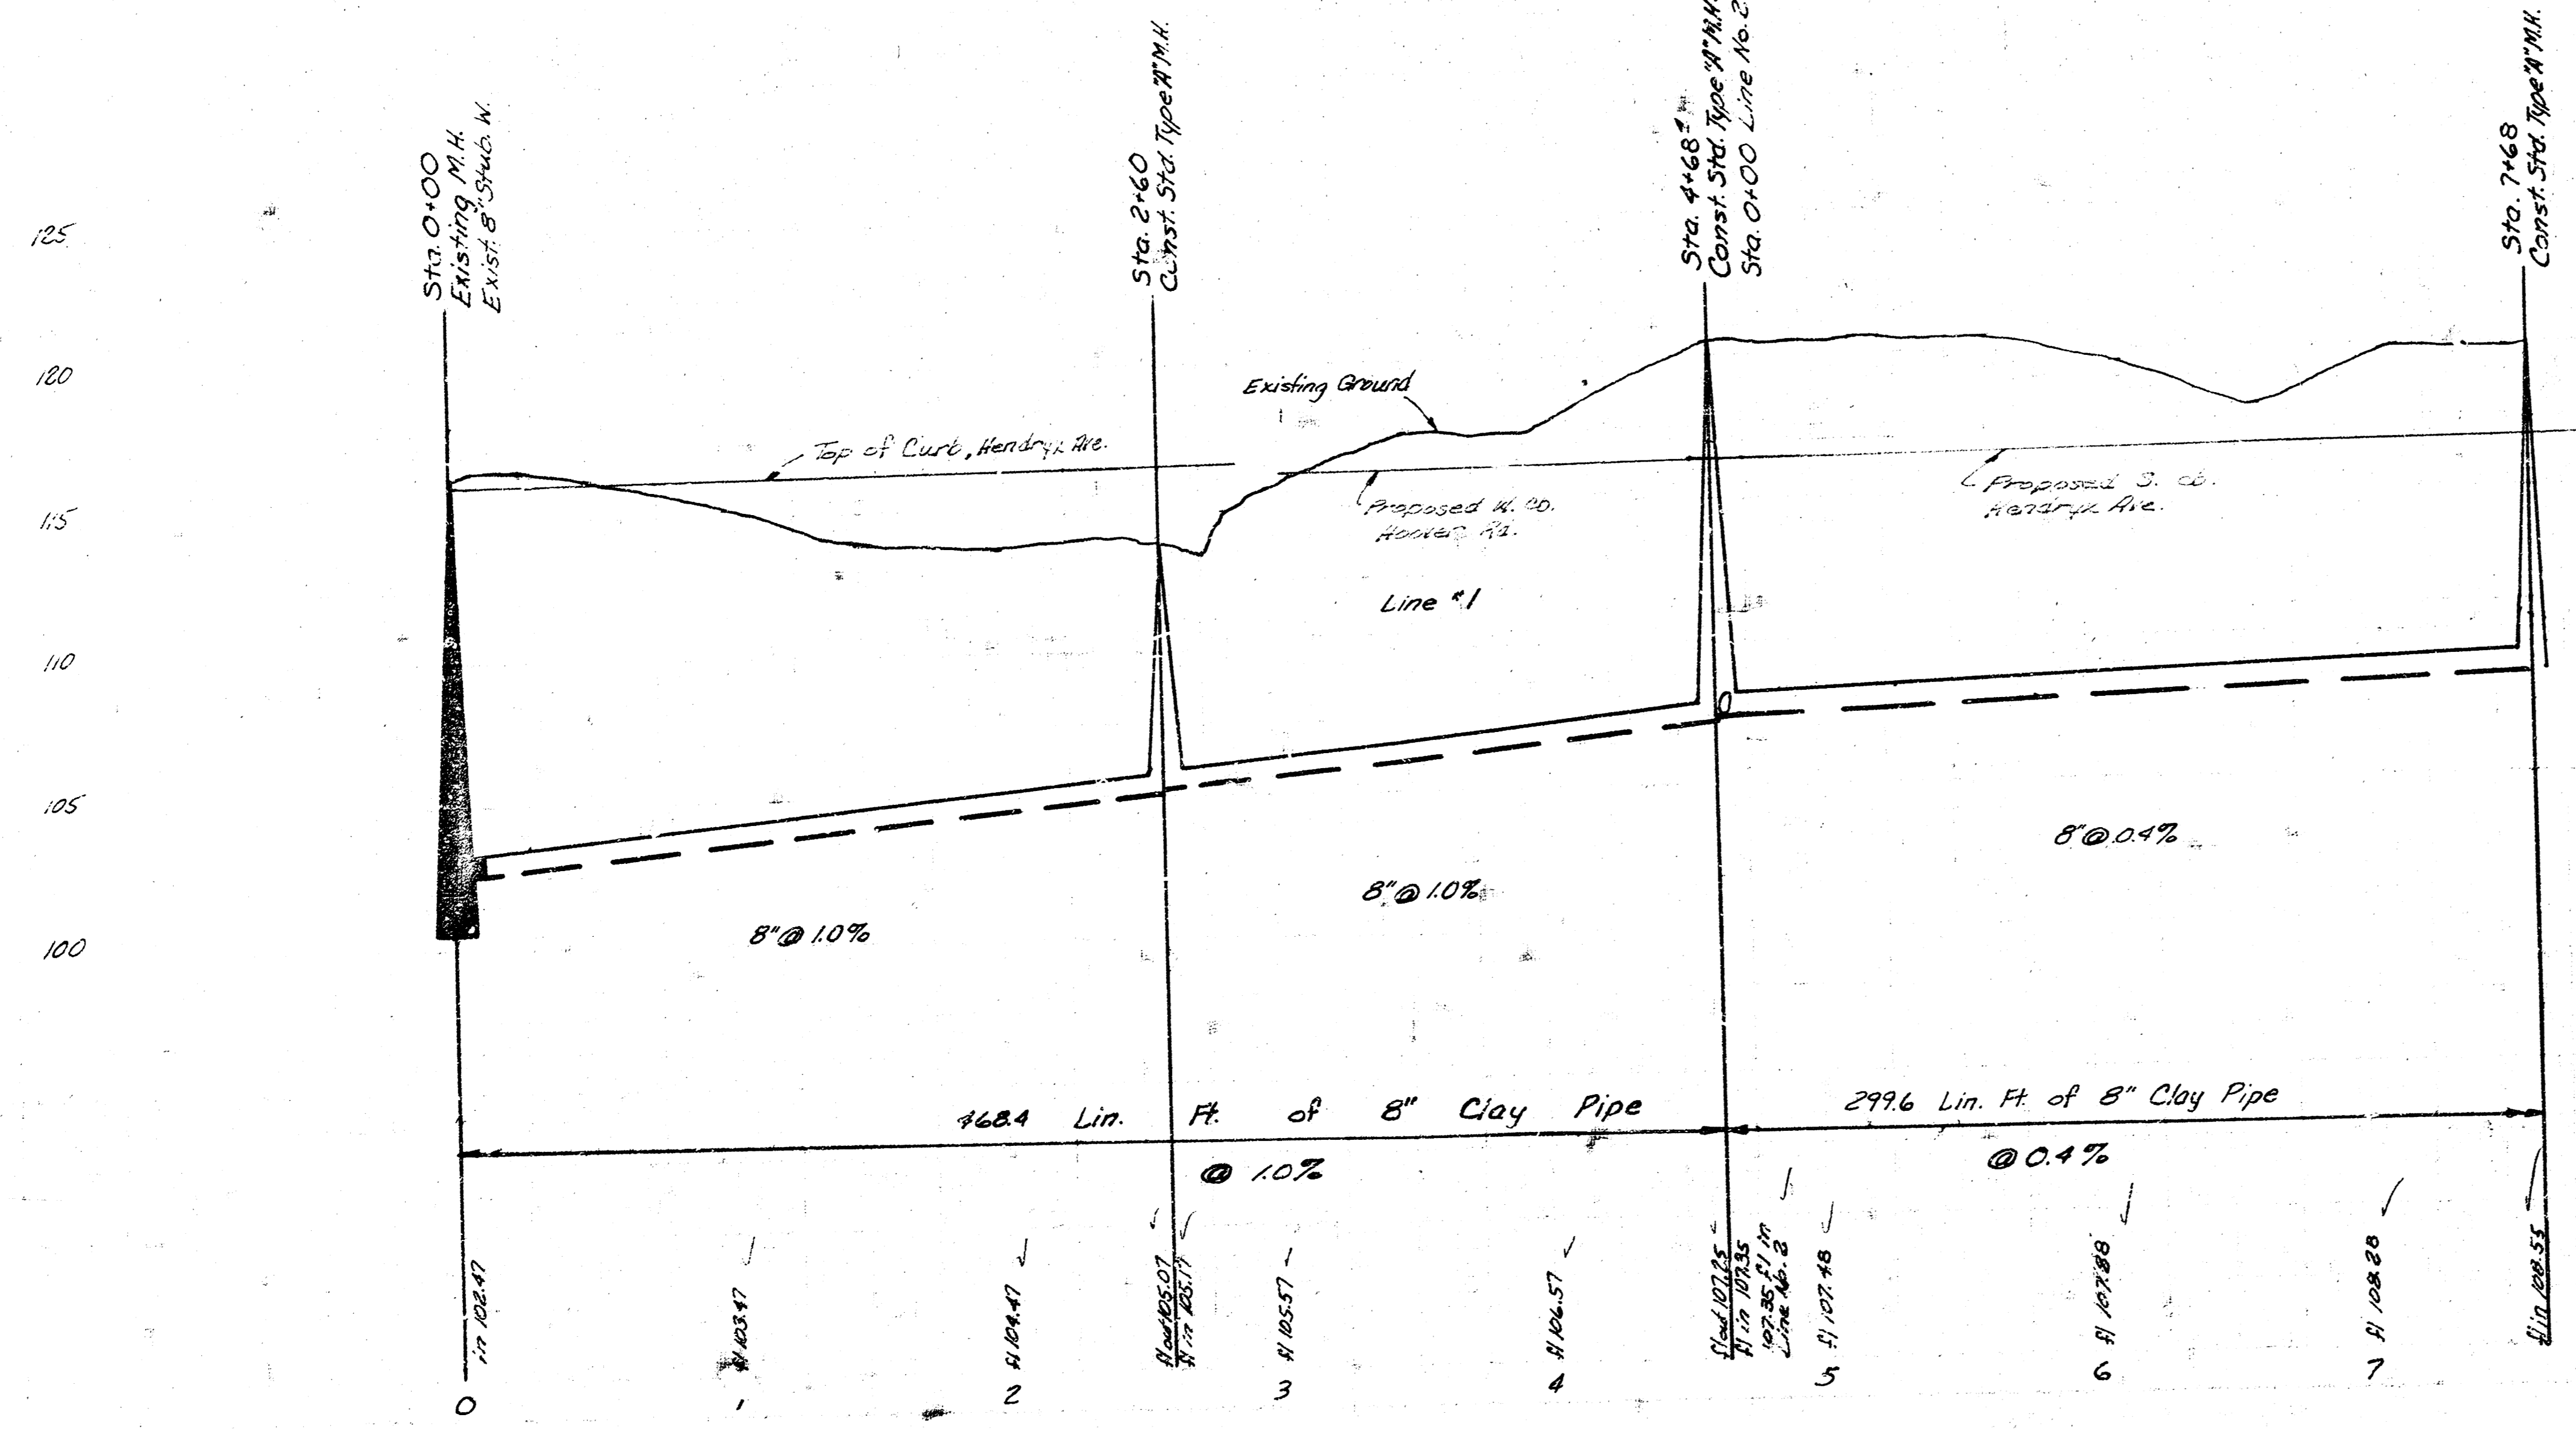 Sta. 0+00
Existing M.H.
Exist. 8" Stub. W.
Sta. 2+60
Const. Std. Type "A" M.H.
Sta. 4+68
Const. Std. Type "A" M.H.
Sta. 0+00 Line No. 2
Sta. 7+68
Const. Std. Type "A" M.H.
125
120
115
110
105
100
Existing Ground
Top of Curb, Hendryx Ave.
Proposed W. cb.
Hoover Rd.
Proposed S. cb.
Hendryx Ave.
Line #1
8" @ 1.0%
8" @ 1.0%
8" @ 0.4%
468.4 Lin. Ft. of 8" Clay Pipe
@ 1.0%
299.6 Lin. Ft. of 8" Clay Pipe
@ 0.4%
in 102.47
fl 103.47
fl 104.47
fl out 105.07
fl in 105.17
fl 105.57
fl 106.57
fl out 107.25
fl in 107.35
107.35 fl in
Line No. 2
fl 107.48
fl 107.88
fl 108.28
fl in 108.55
0
1
2
3
4
5
6
7